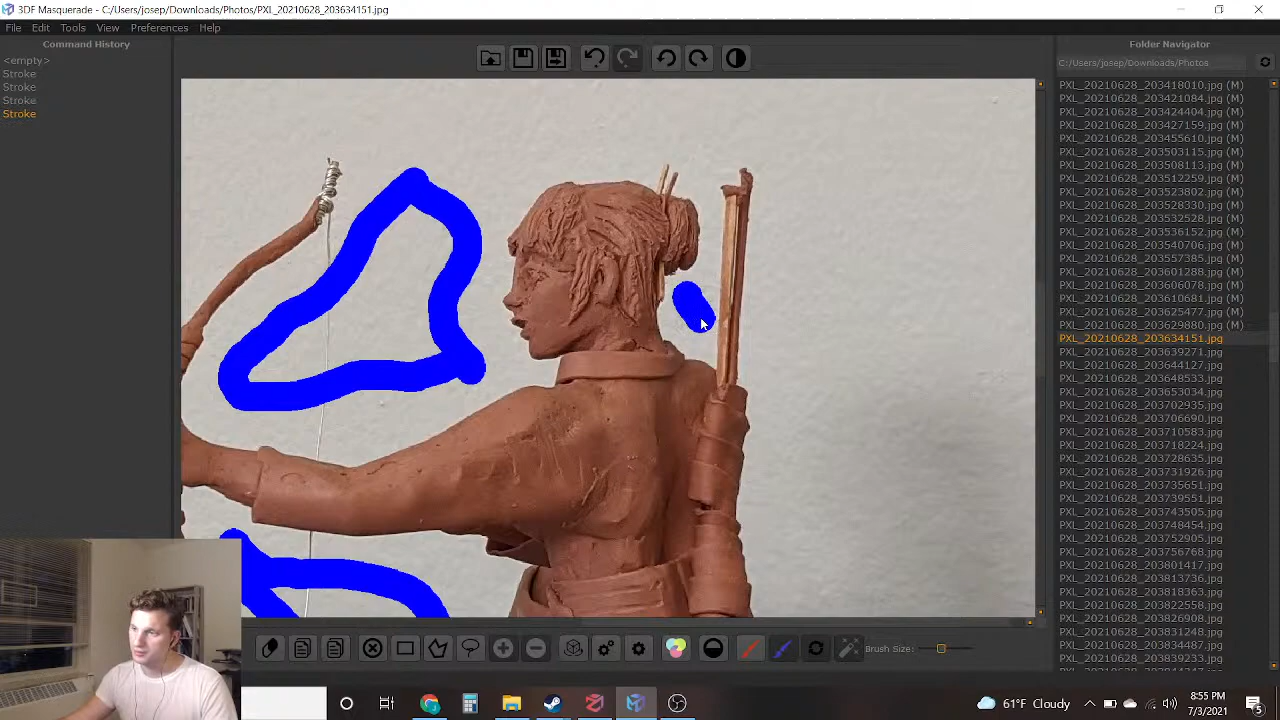 3DF Masquerade - C:/Users/josep/Downloads/Photos/PXL_20210628_203634151.jpg
File Edit Tools View Preferences Help
Command History
<empty>
Stroke
Stroke
Stroke
Stroke
Folder Navigator
C:/Users/josep/Downloads/Photos
PXL_20210628_203418010.jpg (M)
PXL_20210628_203421084.jpg (M)
PXL_20210628_203424404.jpg (M)
PXL_20210628_203427159.jpg (M)
PXL_20210628_203455610.jpg (M)
PXL_20210628_203503115.jpg (M)
PXL_20210628_203508113.jpg (M)
PXL_20210628_203512259.jpg (M)
PXL_20210628_203523802.jpg (M)
PXL_20210628_203528330.jpg (M)
PXL_20210628_203532528.jpg (M)
PXL_20210628_203536152.jpg (M)
PXL_20210628_203540706.jpg (M)
PXL_20210628_203557385.jpg (M)
PXL_20210628_203601288.jpg (M)
PXL_20210628_203606078.jpg (M)
PXL_20210628_203610681.jpg (M)
PXL_20210628_203625477.jpg (M)
PXL_20210628_203629880.jpg (M)
PXL_20210628_203634151.jpg
PXL_20210628_203639271.jpg
PXL_20210628_203644127.jpg
PXL_20210628_203648533.jpg
PXL_20210628_203653034.jpg
PXL_20210628_203702935.jpg
PXL_20210628_203706690.jpg
PXL_20210628_203710583.jpg
PXL_20210628_203718224.jpg
PXL_20210628_203728635.jpg
PXL_20210628_203731926.jpg
PXL_20210628_203735651.jpg
PXL_20210628_203739551.jpg
PXL_20210628_203743505.jpg
PXL_20210628_203748454.jpg
PXL_20210628_203752905.jpg
PXL_20210628_203756768.jpg
PXL_20210628_203801417.jpg
PXL_20210628_203813736.jpg
PXL_20210628_203818363.jpg
PXL_20210628_203822558.jpg
PXL_20210628_203826908.jpg
PXL_20210628_203831248.jpg
PXL_20210628_203834487.jpg
PXL_20210628_203839233.jpg
Brush Size:
61°F Cloudy
8:55 PM
7/3/2021
5